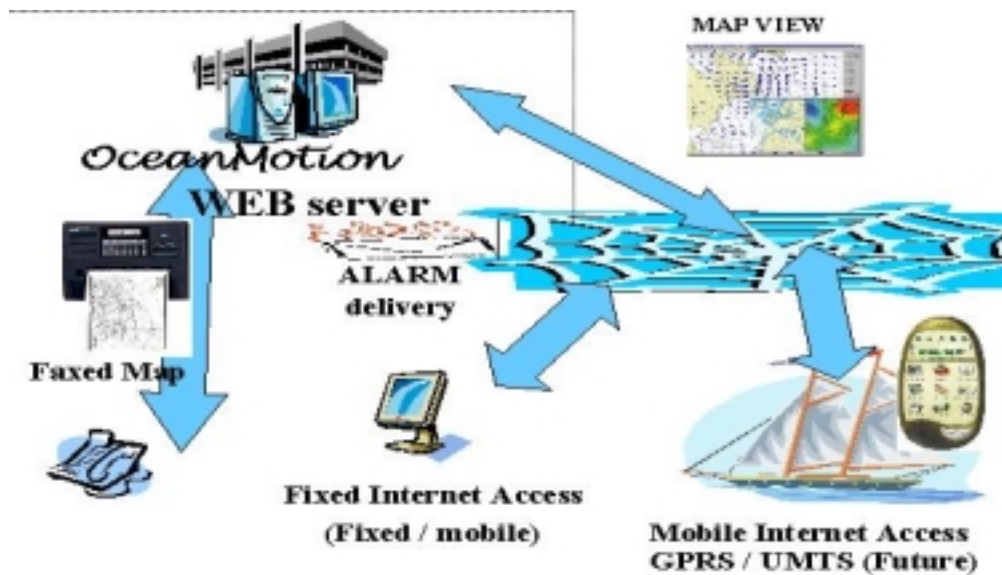 MAP VIEW
OceanMotion
WEB server
ALARM
delivery
Faxed Map
Fixed Internet Access
(Fixed / mobile)
Mobile Internet Access
GPRS / UMTS (Future)